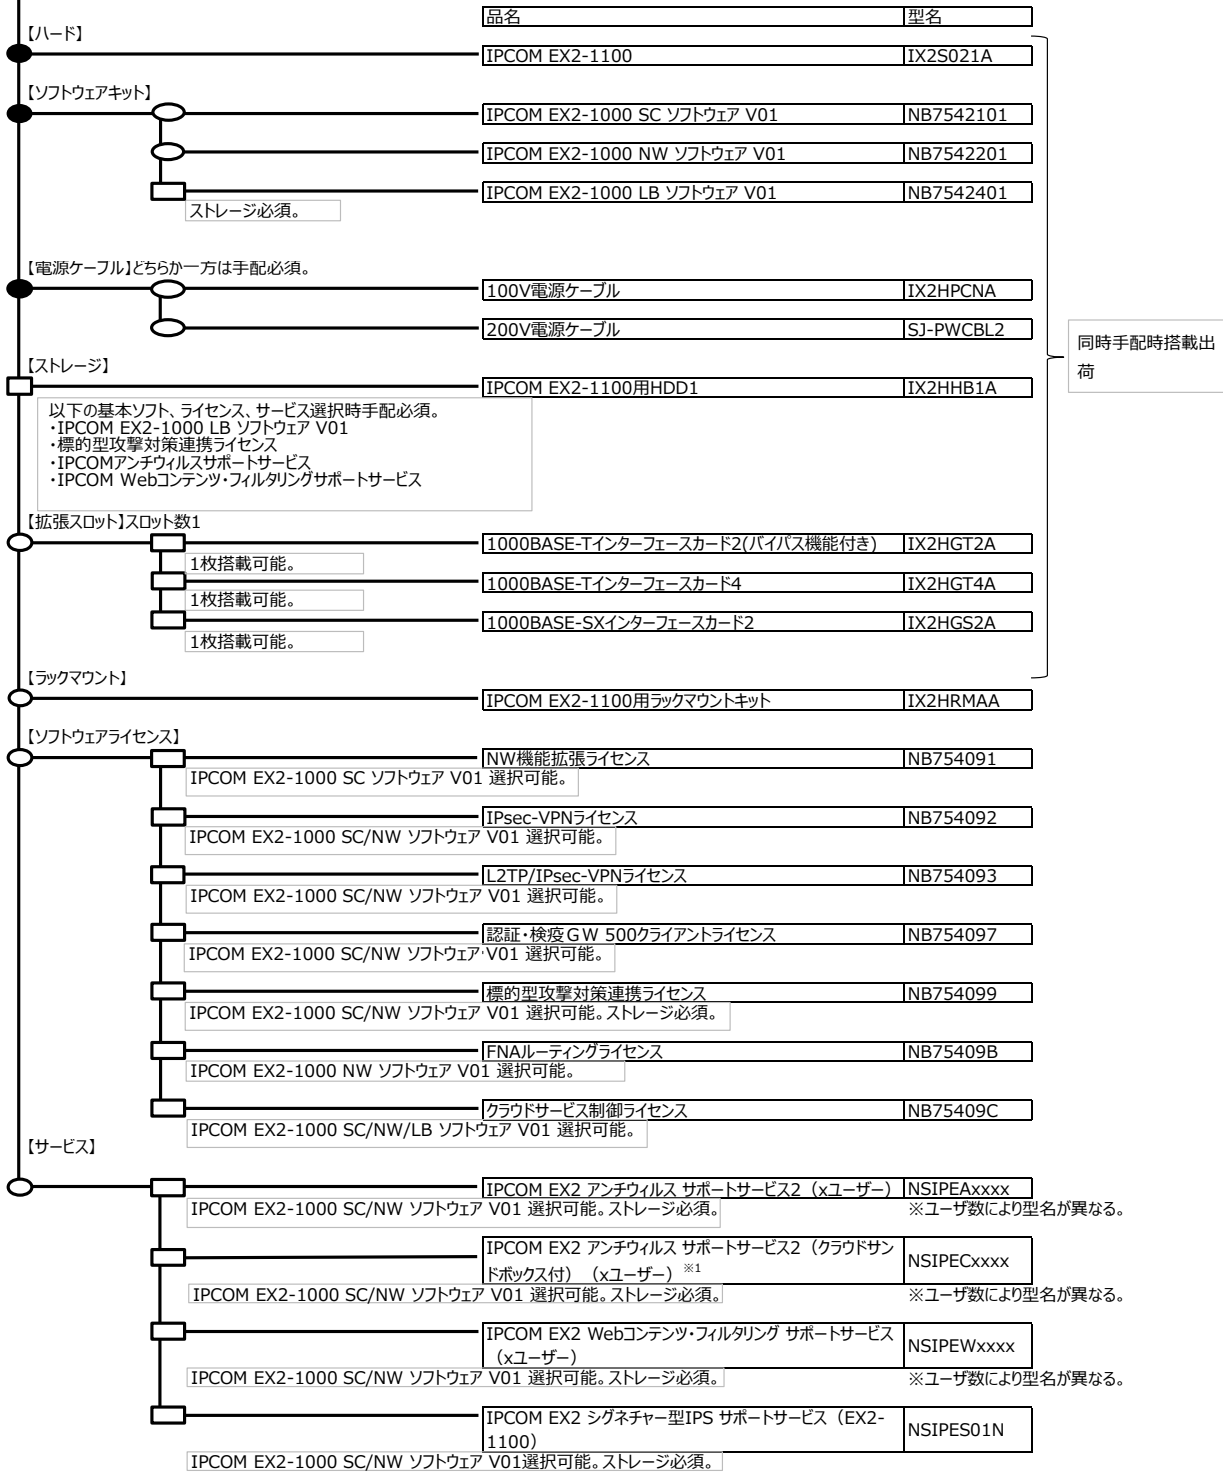 品名 型名
【ハード】
IPCOM EX2-1100 IX2S021A
【ソフトウェアキット】
IPCOM EX2-1000 SC ソフトウェア V01 NB7542101
IPCOM EX2-1000 NW ソフトウェア V01 NB7542201
IPCOM EX2-1000 LB ソフトウェア V01 NB7542401
ストレージ必須。
【電源ケーブル】どちらか一方は手配必須。
100V電源ケーブル IX2HPCNA
200V電源ケーブル SJ-PWCBL2
同時手配時搭載出
荷
【ストレージ】
IPCOM EX2-1100用HDD1 IX2HHB1A
以下の基本ソフト、ライセンス、サービス選択時手配必須。
・IPCOM EX2-1000 LB ソフトウェア V01
・標的型攻撃対策連携ライセンス
・IPCOMアンチウィルスサポートサービス
・IPCOM Webコンテンツ・フィルタリングサポートサービス
【拡張スロット】スロット数1
1000BASE-Tインターフェースカード2(バイパス機能付き) IX2HGT2A
1枚搭載可能。
1000BASE-Tインターフェースカード4 IX2HGT4A
1枚搭載可能。
1000BASE-SXインターフェースカード2 IX2HGS2A
1枚搭載可能。
【ラックマウント】
IPCOM EX2-1100用ラックマウントキット IX2HRMAA
【ソフトウェアライセンス】
NW機能拡張ライセンス NB754091
IPCOM EX2-1000 SC ソフトウェア V01 選択可能。
IPsec-VPNライセンス NB754092
IPCOM EX2-1000 SC/NW ソフトウェア V01 選択可能。
L2TP/IPsec-VPNライセンス NB754093
IPCOM EX2-1000 SC/NW ソフトウェア V01 選択可能。
認証・検疫ＧＷ 500クライアントライセンス NB754097
IPCOM EX2-1000 SC/NW ソフトウェア V01 選択可能。
標的型攻撃対策連携ライセンス NB754099
IPCOM EX2-1000 SC/NW ソフトウェア V01 選択可能。ストレージ必須。
FNAルーティングライセンス NB75409B
IPCOM EX2-1000 NW ソフトウェア V01 選択可能。
クラウドサービス制御ライセンス NB75409C
IPCOM EX2-1000 SC/NW/LB ソフトウェア V01 選択可能。
【サービス】
IPCOM EX2 アンチウィルス サポートサービス2（xユーザー） NSIPEAxxxx
IPCOM EX2-1000 SC/NW ソフトウェア V01 選択可能。ストレージ必須。 ※ユーザ数により型名が異なる。
IPCOM EX2 アンチウィルス サポートサービス2（クラウドサン
ドボックス付）（xユーザー）※1 NSIPECxxxx
IPCOM EX2-1000 SC/NW ソフトウェア V01 選択可能。ストレージ必須。 ※ユーザ数により型名が異なる。
IPCOM EX2 Webコンテンツ・フィルタリング サポートサービス
（xユーザー） NSIPEWxxxx
IPCOM EX2-1000 SC/NW ソフトウェア V01 選択可能。ストレージ必須。 ※ユーザ数により型名が異なる。
IPCOM EX2 シグネチャー型IPS サポートサービス（EX2-
1100） NSIPES01N
IPCOM EX2-1000 SC/NW ソフトウェア V01選択可能。ストレージ必須。